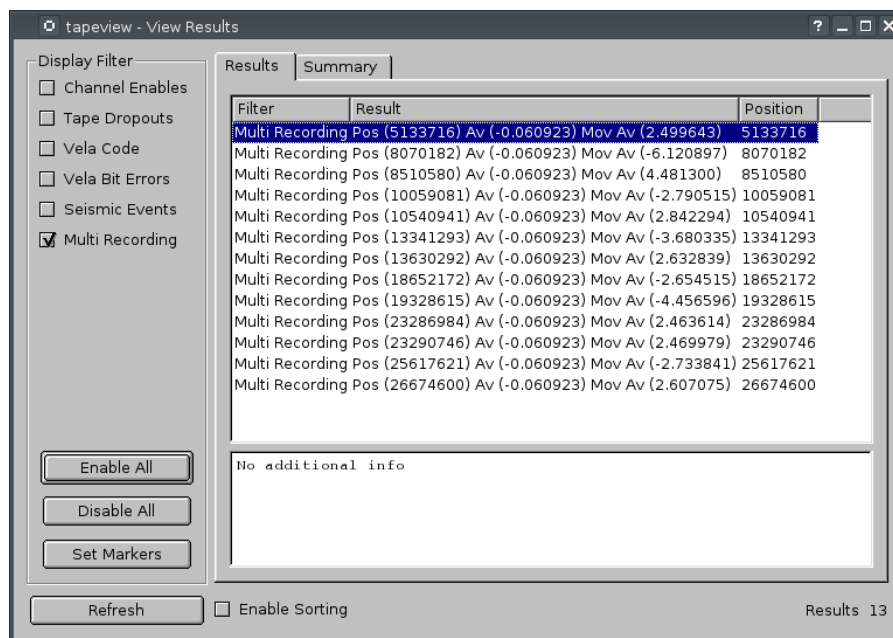 tapeview - View Results
Display Filter
Channel Enables
Tape Dropouts
Vela Code
Vela Bit Errors
Seismic Events
Multi Recording
Enable All
Disable All
Set Markers
Refresh
Results Summary
Filter Result Position
Multi Recording Pos (5133716) Av (-0.060923) Mov Av (2.499643) 5133716
Multi Recording Pos (8070182) Av (-0.060923) Mov Av (-6.120897) 8070182
Multi Recording Pos (8510580) Av (-0.060923) Mov Av (4.481300) 8510580
Multi Recording Pos (10059081) Av (-0.060923) Mov Av (-2.790515) 10059081
Multi Recording Pos (10540941) Av (-0.060923) Mov Av (2.842294) 10540941
Multi Recording Pos (13341293) Av (-0.060923) Mov Av (-3.680335) 13341293
Multi Recording Pos (13630292) Av (-0.060923) Mov Av (2.632839) 13630292
Multi Recording Pos (18652172) Av (-0.060923) Mov Av (-2.654515) 18652172
Multi Recording Pos (19328615) Av (-0.060923) Mov Av (-4.456596) 19328615
Multi Recording Pos (23286984) Av (-0.060923) Mov Av (2.463614) 23286984
Multi Recording Pos (23290746) Av (-0.060923) Mov Av (2.469979) 23290746
Multi Recording Pos (25617621) Av (-0.060923) Mov Av (-2.733841) 25617621
Multi Recording Pos (26674600) Av (-0.060923) Mov Av (2.607075) 26674600
No additional info
Enable Sorting
Results 13